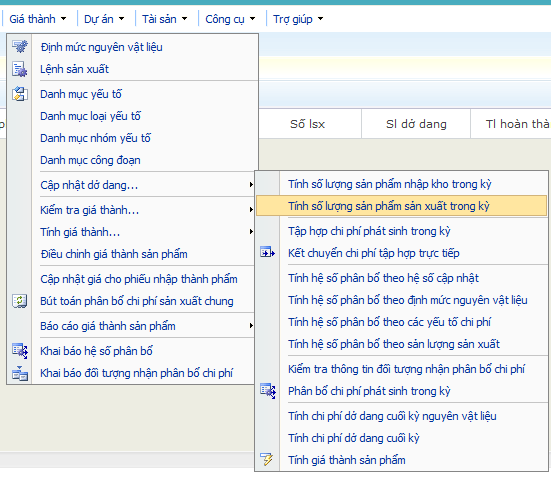 Giá thành
Dự án
Tài sản
Công cụ
Trợ giúp
Định mức nguyên vật liệu
Lệnh sản xuất
Danh mục yếu tố
Danh mục loại yếu tố
Danh mục nhóm yếu tố
Danh mục công đoạn
Cập nhật dở dang...
Kiểm tra giá thành...
Tính giá thành...
Điều chinh giá thành sản phẩm
Cập nhật giá cho phiếu nhập thành phẩm
Bút toán phân bổ chi phí sản xuất chung
Báo cáo giá thành sản phẩm
Khai báo hệ số phân bổ
Khai báo đối tượng nhận phân bổ chi phí
Số lsx
Sl dở dang
Tl hoàn thà
Tính số lượng sản phẩm nhập kho trong kỳ
Tính số lượng sản phẩm sản xuất trong kỳ
Tập hợp chi phí phát sinh trong kỳ
Kết chuyển chi phí tập hợp trực tiếp
Tính hệ số phân bổ theo hệ số cập nhật
Tính hệ số phân bổ theo định mức nguyên vật liệu
Tính hệ số phân bổ theo các yếu tố chi phí
Tính hệ số phân bổ theo sản lượng sản xuất
Kiểm tra thông tin đối tượng nhận phân bổ chi phí
Phân bổ chi phí phát sinh trong kỳ
Tính chi phí dở dang cuối kỳ nguyên vật liệu
Tính chi phí dở dang cuối kỳ
Tính giá thành sản phẩm